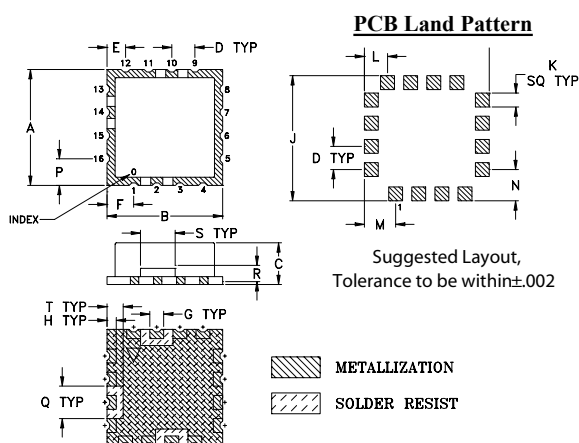 PCB Land Pattern
E
D TYP
12 11 10 9
13
14
15
16
8
7
6
5
A
P
0
1 2 3 4
F
INDEX
B
L
K
SQ TYP
J
D TYP
N
M
1
S TYP
R
C
Suggested Layout,
Tolerance to be within±.002
T TYP
H TYP
G TYP
Q TYP
METALLIZATION
SOLDER RESIST